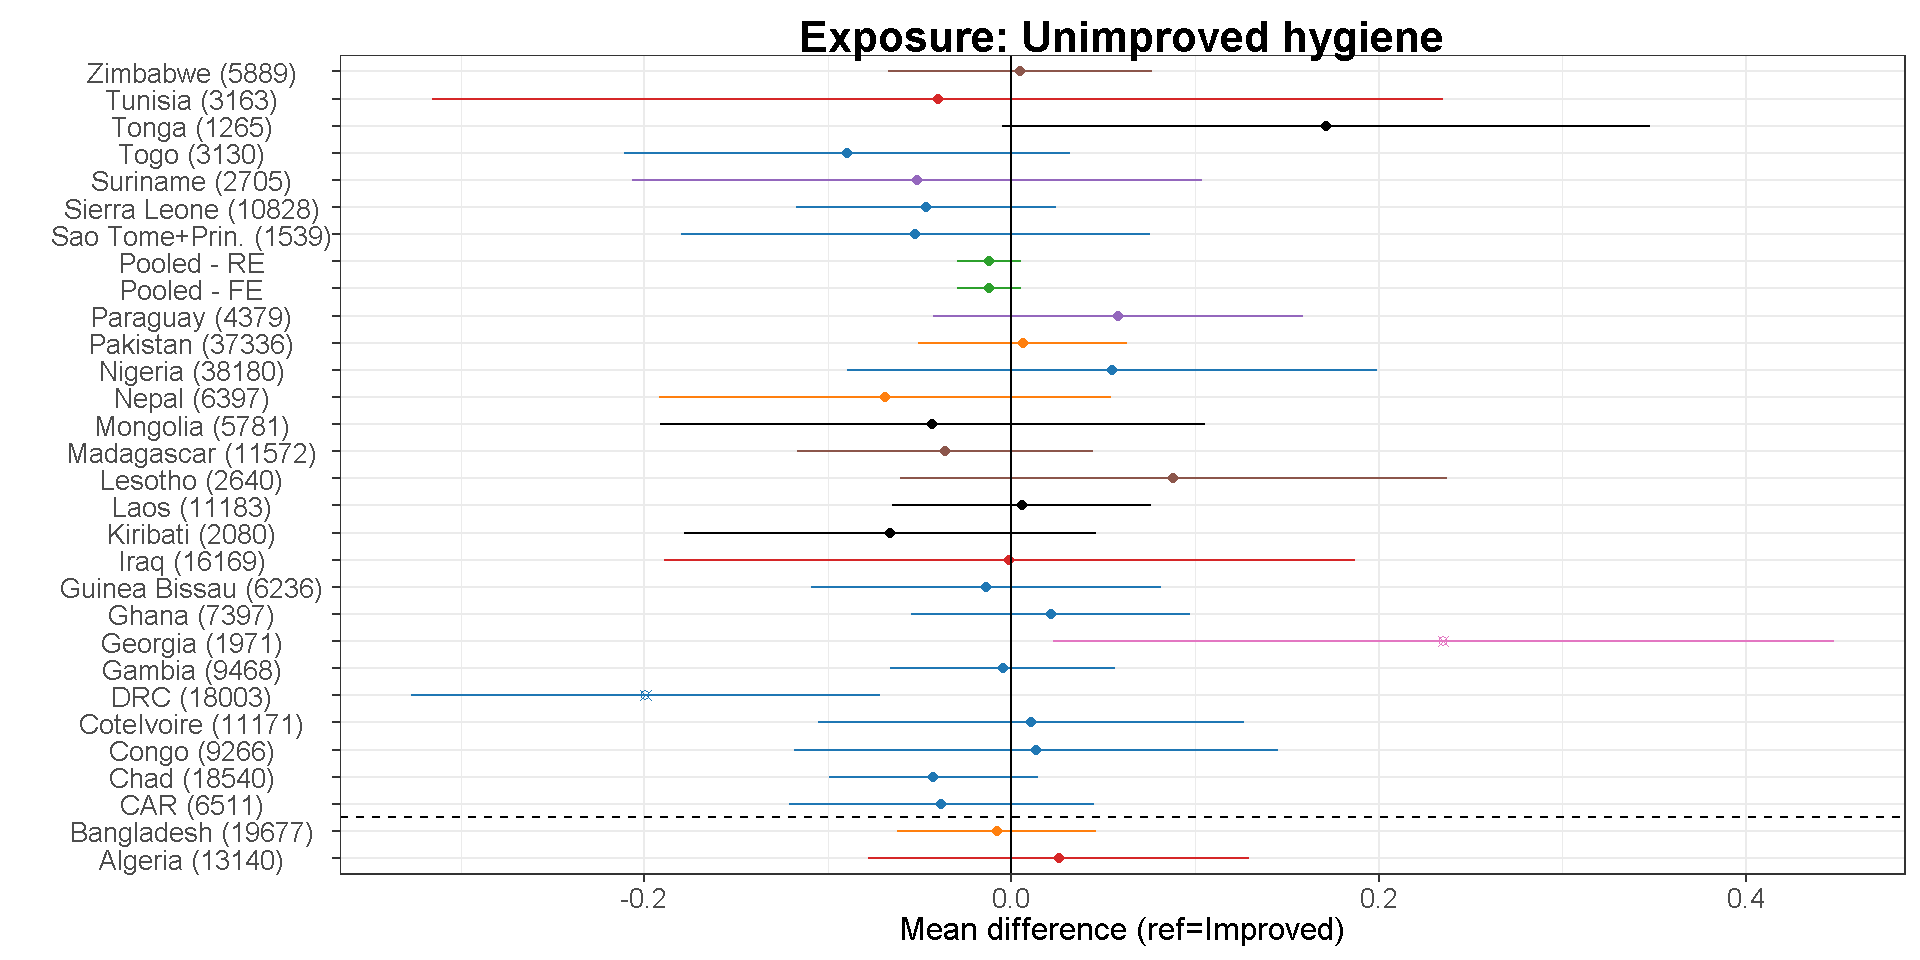 Exposure: Unimproved hygiene
Zimbabwe (5889)
Tunisia (3163)
Tonga (1265)
Togo (3130)
Suriname (2705)
Sierra Leone (10828)
Sao Tome+Prin. (1539)
Pooled - RE
Pooled - FE
Paraguay (4379)
Pakistan (37336)
Nigeria (38180)
Nepal (6397)
Mongolia (5781)
Madagascar (11572)
Lesotho (2640)
Laos (11183)
Kiribati (2080)
Iraq (16169)
Guinea Bissau (6236)
Ghana (7397)
Georgia (1971)
Gambia (9468)
DRC (18003)
CoteIvoire (11171)
Congo (9266)
Chad (18540)
CAR (6511)
Bangladesh (19677)
Algeria (13140)
-0.2 0.0 0.2 0.4
Mean difference (ref=Improved)